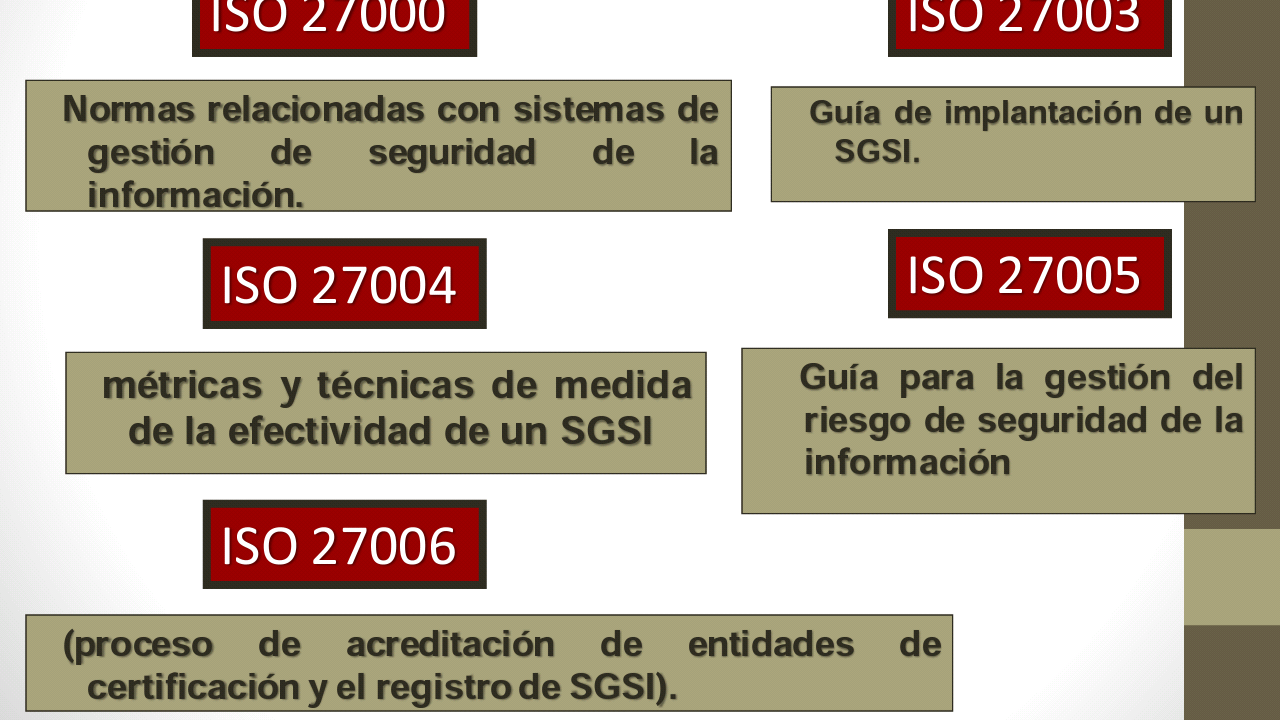 ISO 27000
Normas relacionadas con sistemas de
gestión de seguridad de la
información.
ISO 27003
Guía de implantación de un
SGSI.
ISO 27004
métricas y técnicas de medida
de la efectividad de un SGSI
ISO 27005
Guía para la gestión del
riesgo de seguridad de la
información
ISO 27006
(proceso de acreditación de entidades de
certificación y el registro de SGSI).